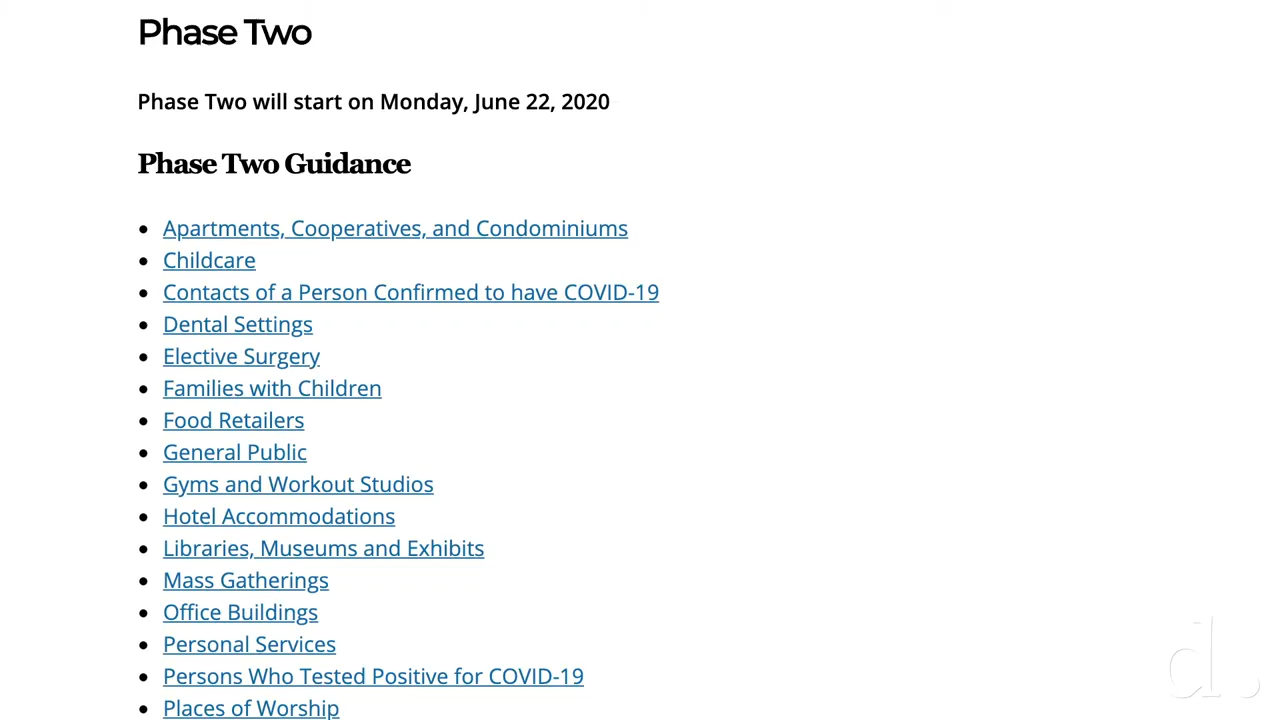 Phase Two
Phase Two will start on Monday, June 22, 2020
Phase Two Guidance
Apartments, Cooperatives, and Condominiums
Childcare
Contacts of a Person Confirmed to have COVID-19
Dental Settings
Elective Surgery
Families with Children
Food Retailers
General Public
Gyms and Workout Studios
Hotel Accommodations
Libraries, Museums and Exhibits
Mass Gatherings
Office Buildings
Personal Services
Persons Who Tested Positive for COVID-19
Places of Worship
d.